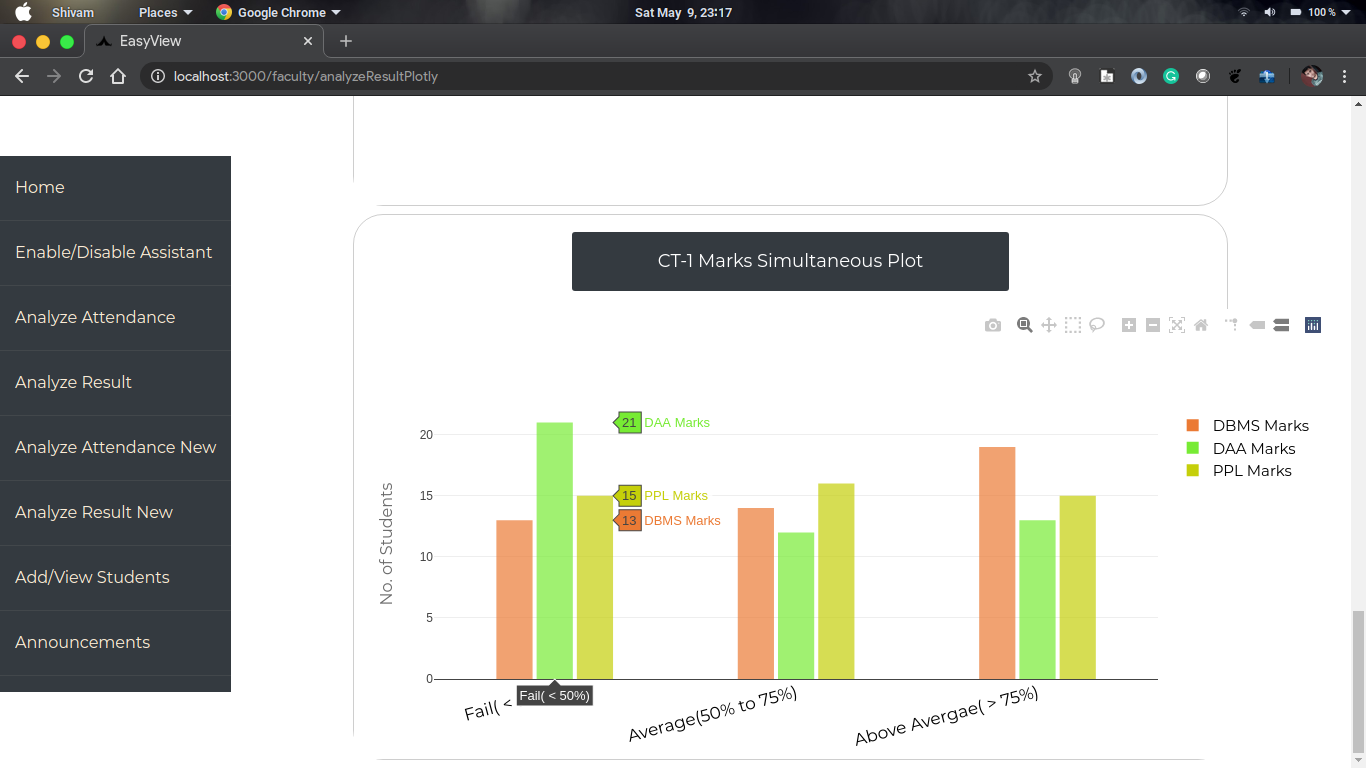 Shivam Places Google Chrome Sat May 9, 23:17 100 %
EasyView
localhost:3000/faculty/analyzeResultPlotly
Home
Enable/Disable Assistant
Analyze Attendance
Analyze Result
Analyze Attendance New
Analyze Result New
Add/View Students
Announcements
CT-1 Marks Simultaneous Plot
No. of Students
20
15
10
5
0
21 DAA Marks
15 PPL Marks
13 DBMS Marks
DBMS Marks
DAA Marks
PPL Marks
Fail( <
Fail( < 50%)
Average(50% to 75%)
Above Avergae( > 75%)